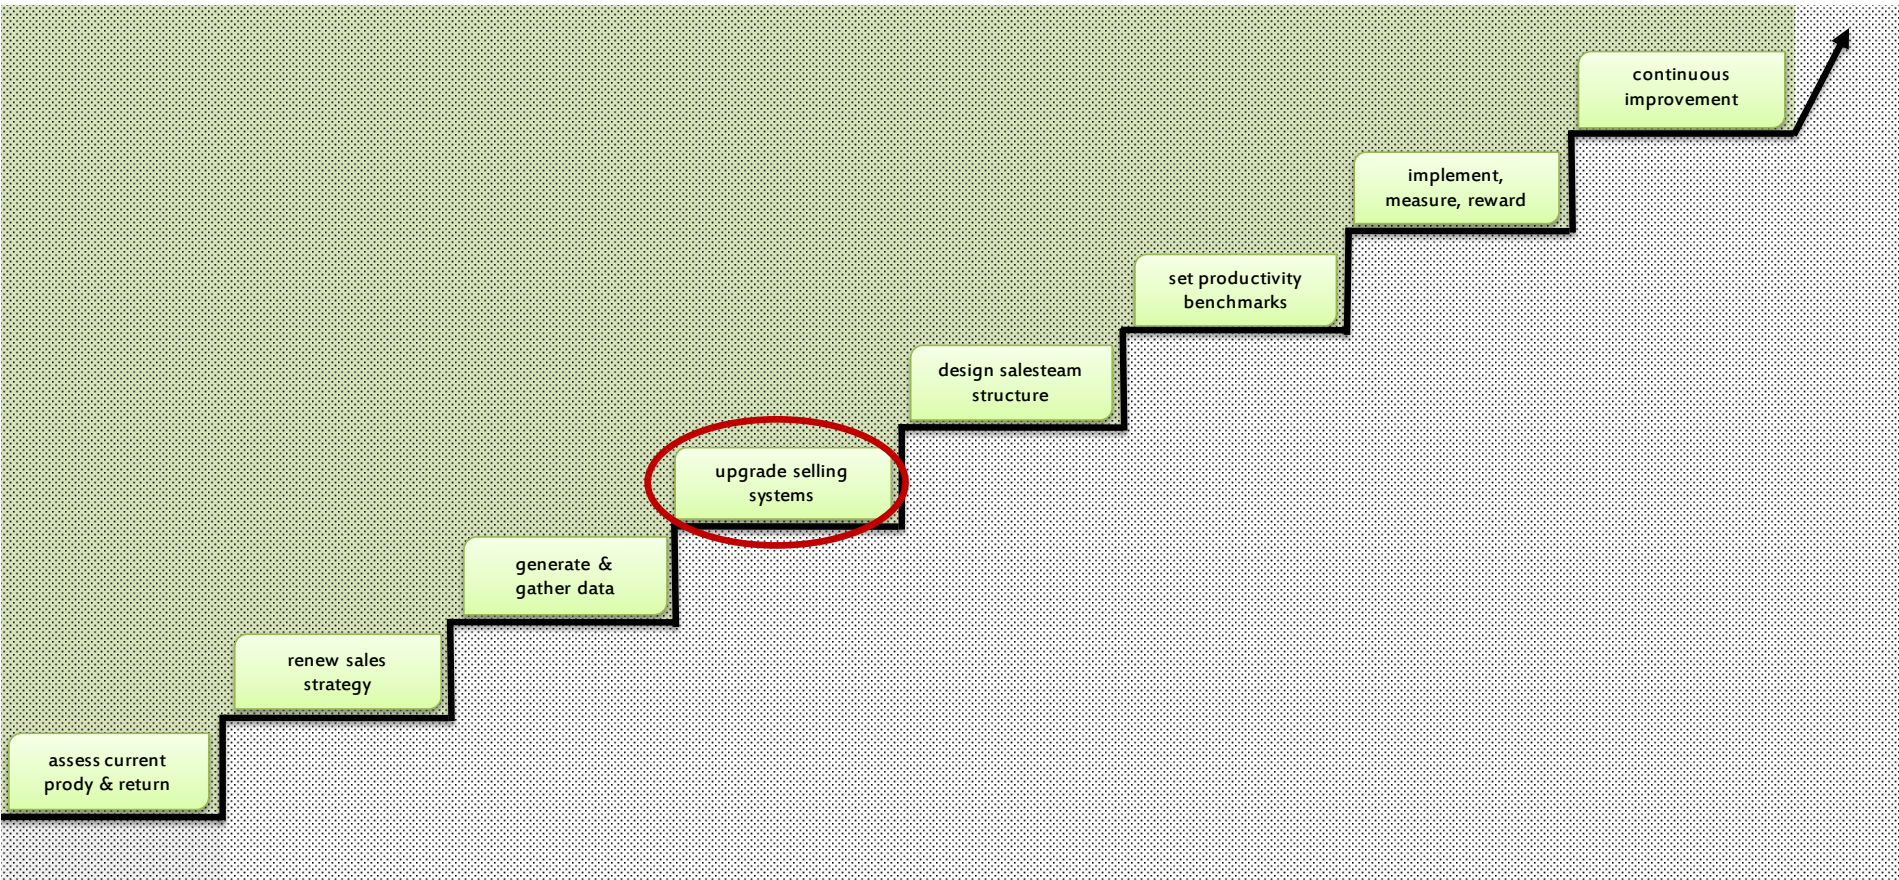 continuous
improvement
implement,
measure, reward
set productivity
benchmarks
design salesteam
structure
upgrade selling
systems
generate &
gather data
renew sales
strategy
assess current
prody & return